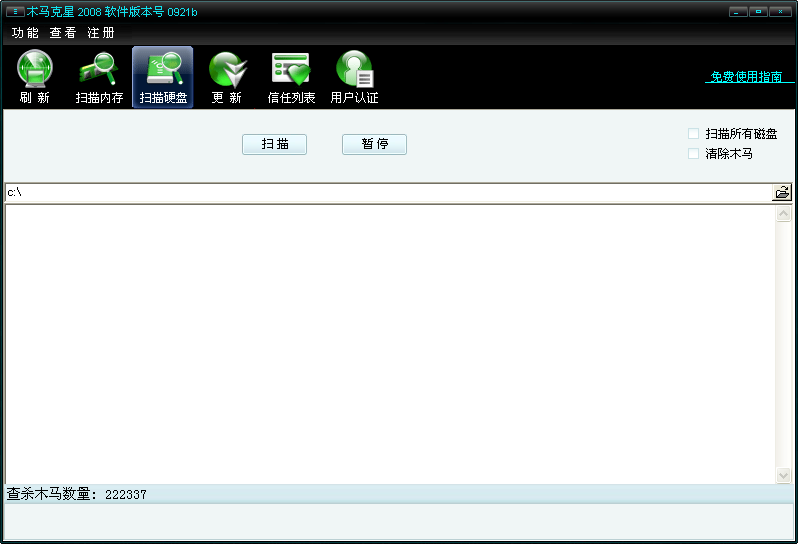 木马克星 2008 软件版本号 0921b
功能 查看 注册
刷 新 扫描内存 扫描硬盘 更 新 信任列表 用户认证 免费使用指南
扫 描 暂 停 扫描所有磁盘
清除木马
c:\
查杀木马数量: 222337